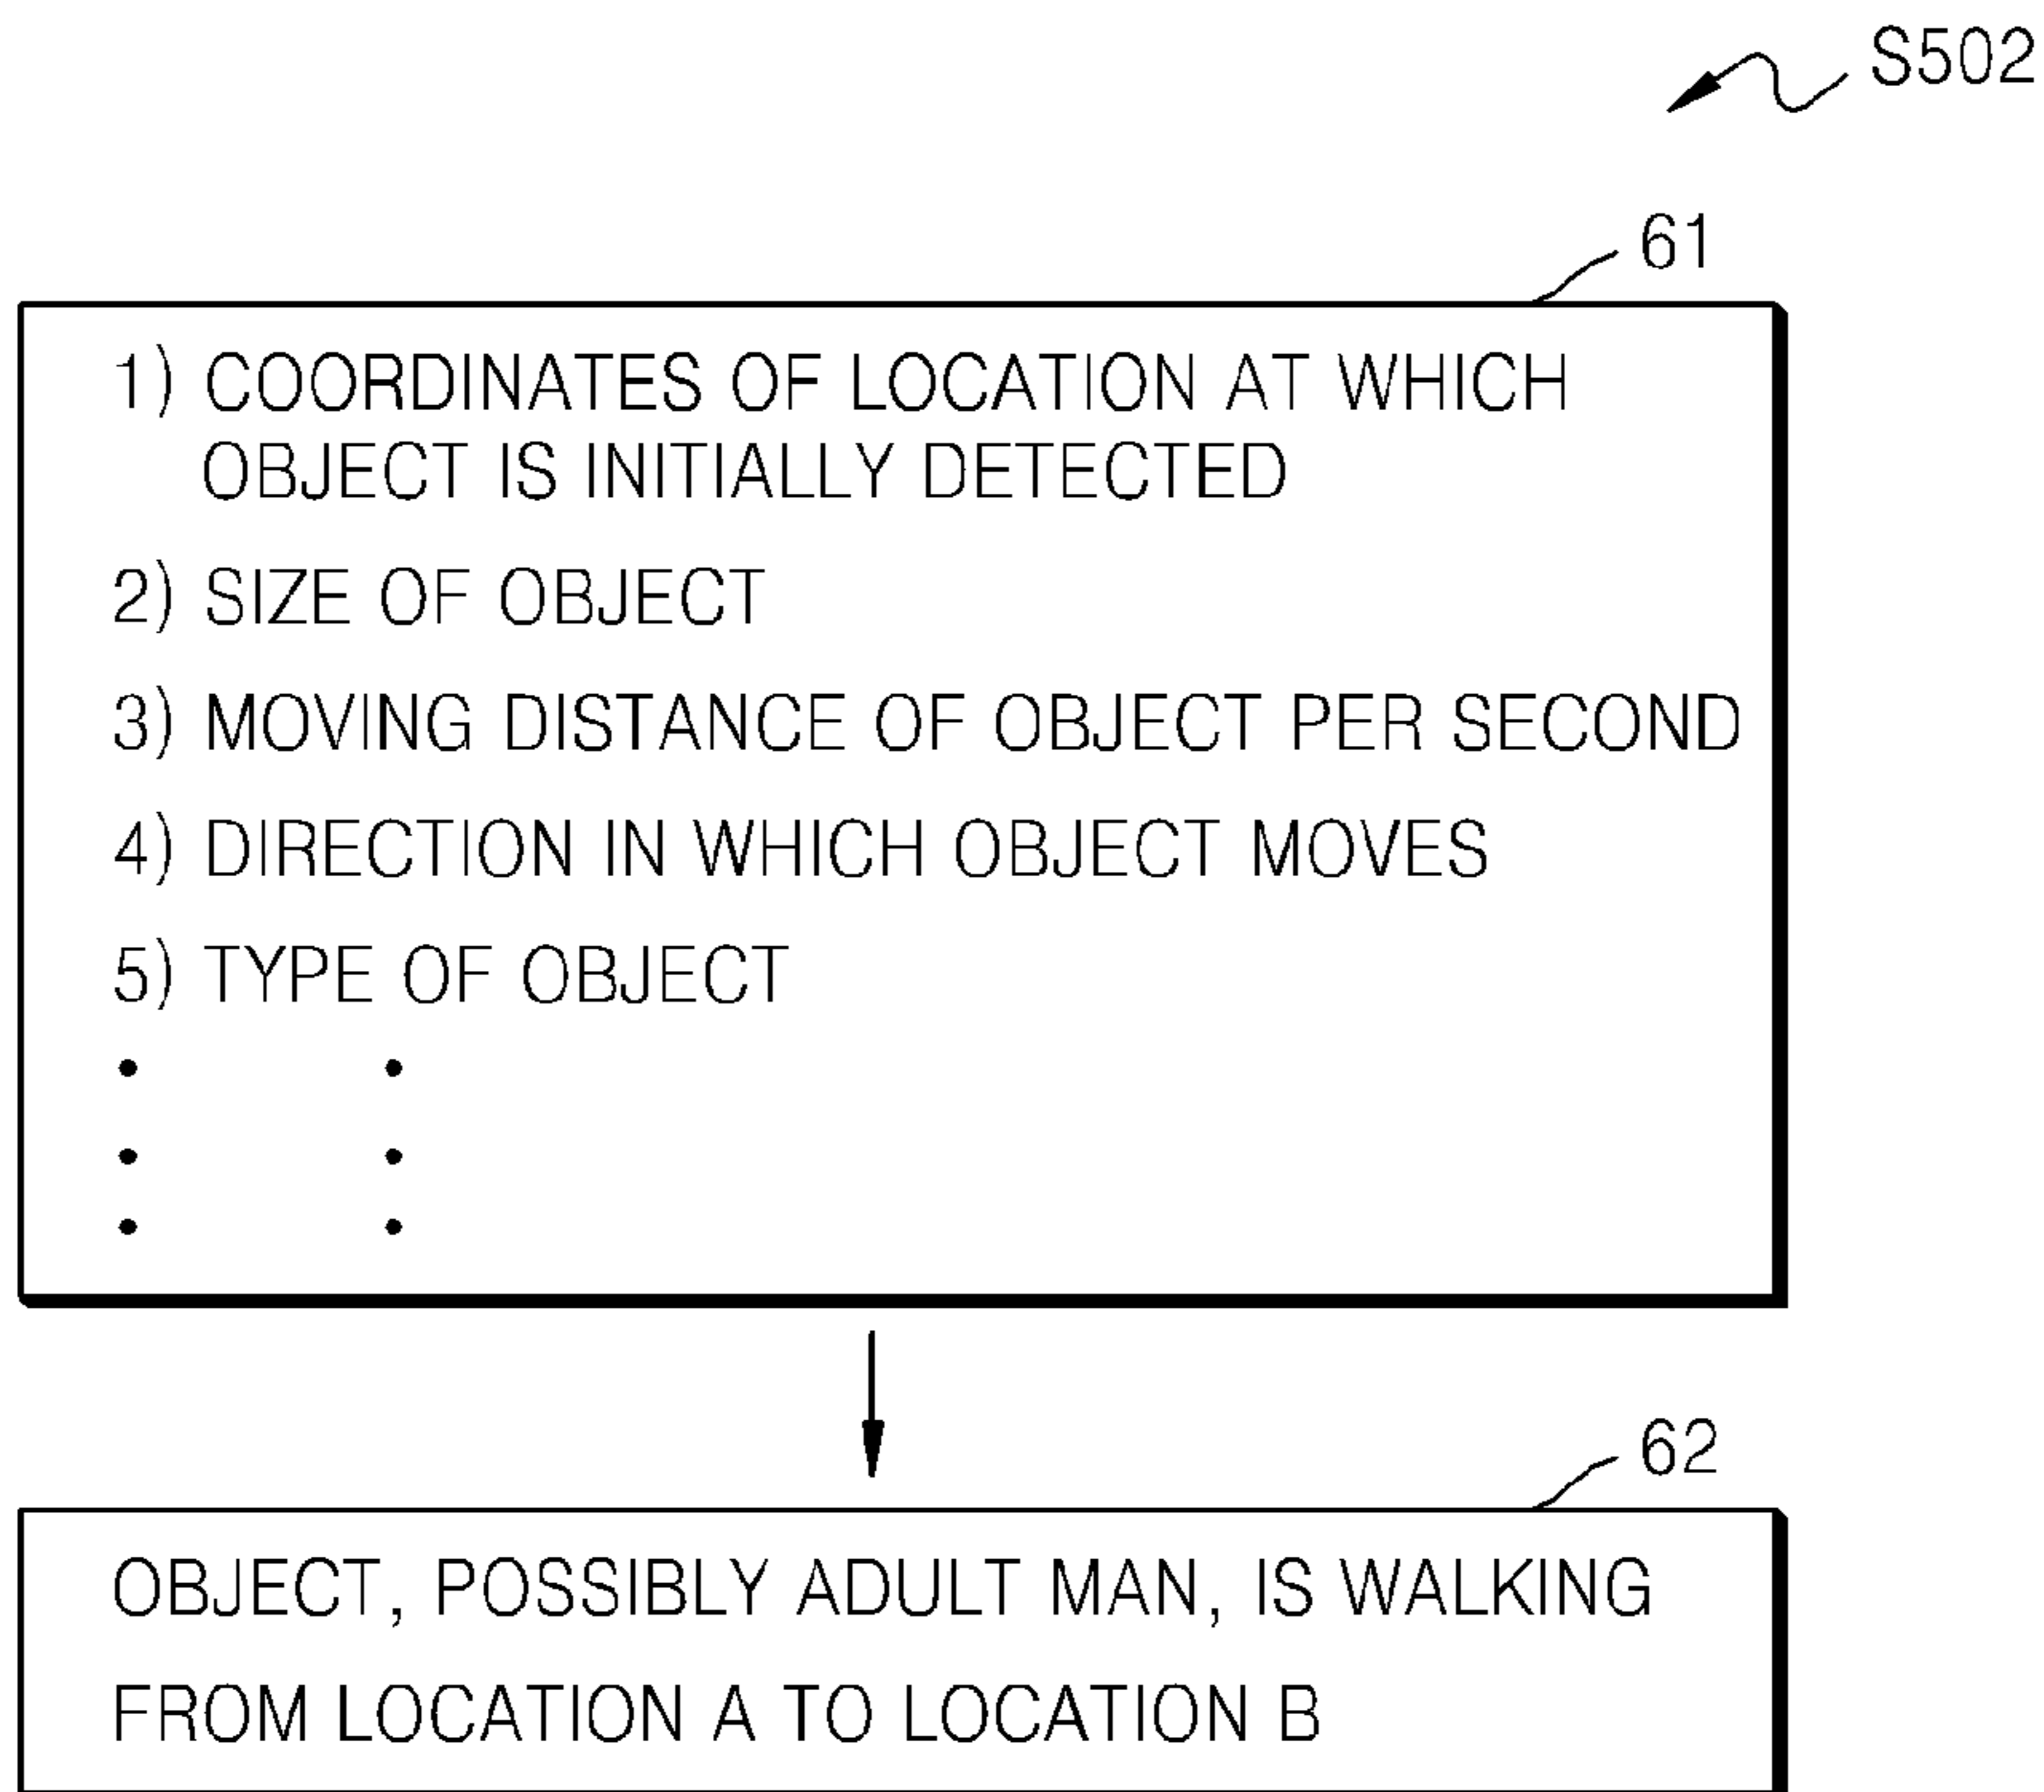 S502
61
1) COORDINATES OF LOCATION AT WHICH
OBJECT IS INITIALLY DETECTED
2) SIZE OF OBJECT
3) MOVING DISTANCE OF OBJECT PER SECOND
4) DIRECTION IN WHICH OBJECT MOVES
5) TYPE OF OBJECT
62
OBJECT, POSSIBLY ADULT MAN, IS WALKING
FROM LOCATION A TO LOCATION B